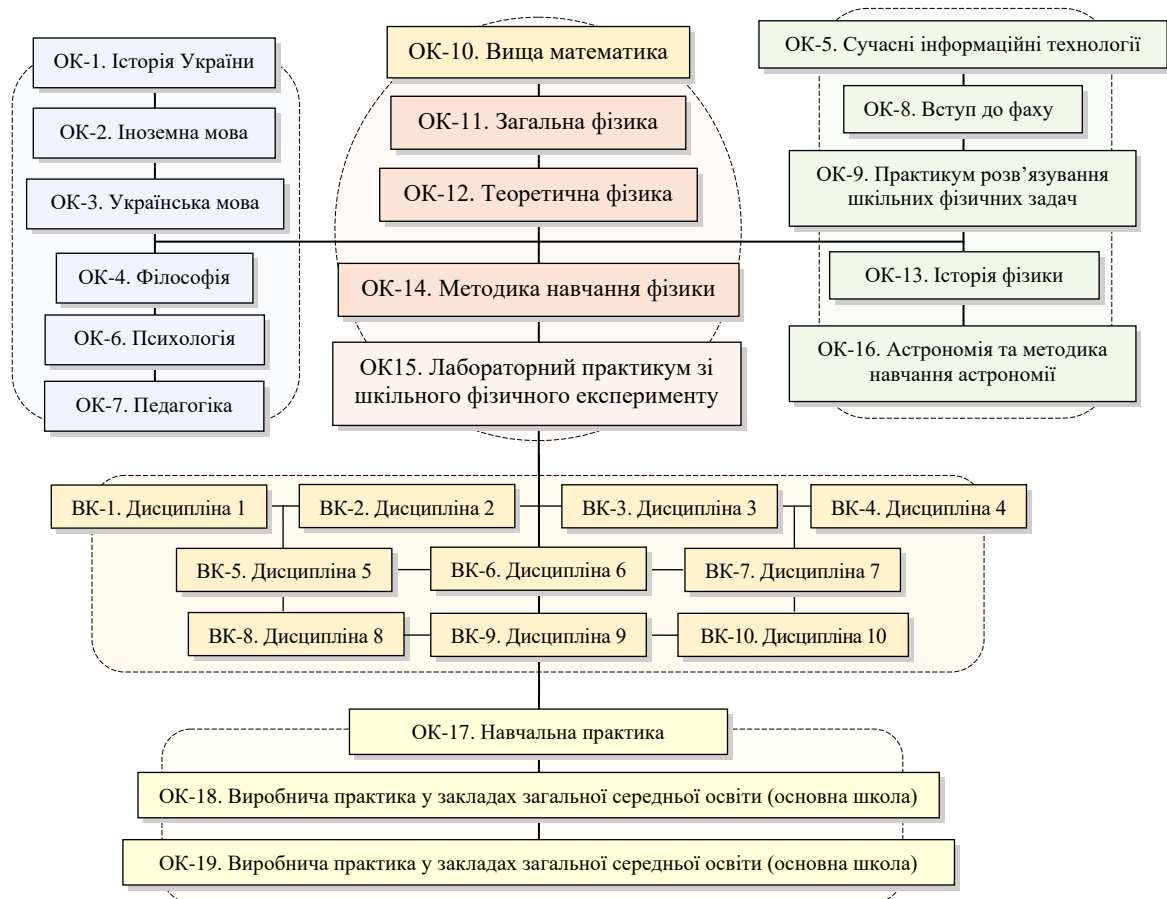 ОК-1. Історія України
ОК-2. Іноземна мова
ОК-3. Українська мова
ОК-4. Філософія
ОК-6. Психологія
ОК-7. Педагогіка
ОК-10. Вища математика
ОК-11. Загальна фізика
ОК-12. Теоретична фізика
ОК-14. Методика навчання фізики
ОК15. Лабораторний практикум зі
шкільного фізичного експерименту
ОК-5. Сучасні інформаційні технології
ОК-8. Вступ до фаху
ОК-9. Практикум розв’язування
шкільних фізичних задач
ОК-13. Історія фізики
ОК-16. Астрономія та методика
навчання астрономії
ВК-1. Дисципліна 1
ВК-2. Дисципліна 2
ВК-3. Дисципліна 3
ВК-4. Дисципліна 4
ВК-5. Дисципліна 5
ВК-6. Дисципліна 6
ВК-7. Дисципліна 7
ВК-8. Дисципліна 8
ВК-9. Дисципліна 9
ВК-10. Дисципліна 10
ОК-17. Навчальна практика
ОК-18. Виробнича практика у закладах загальної середньої освіти (основна школа)
ОК-19. Виробнича практика у закладах загальної середньої освіти (основна школа)